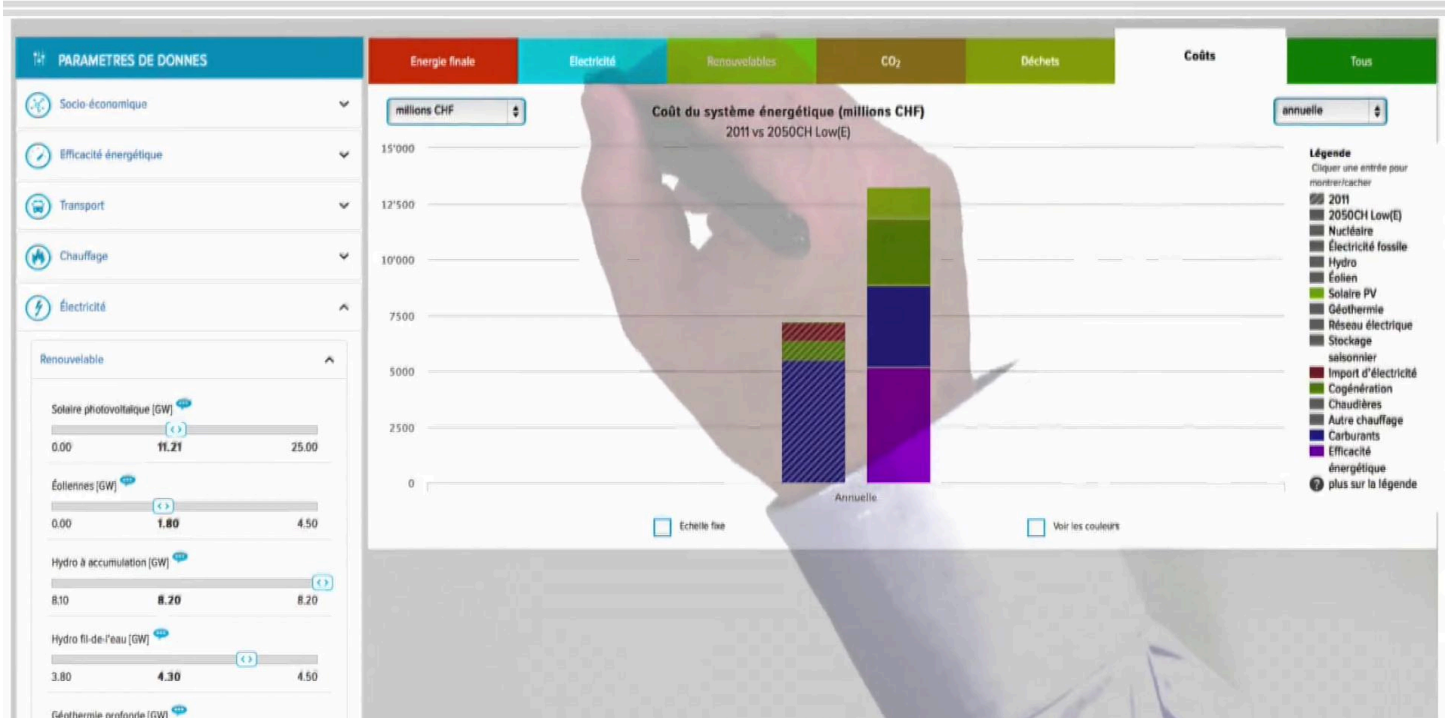 PARAMETRES DE DONNES
Socio-économique
Efficacité énergétique
Transport
Chauffage
Électricité
Renouvelable
Solaire photovoltaïque [GW]
0.00 11.21 25.00
Éoliennes [GW]
0.00 1.80 4.50
Hydro à accumulation [GW]
8.10 8.20 8.20
Hydro fil-de-l'eau [GW]
3.80 4.30 4.50
Géothermie profonde [GW]
Energie finale
Electricité
Renouvelables
CO₂
Déchets
Coûts
Tous
millions CHF
Coût du système énergétique (millions CHF)
2011 vs 2050CH Low(E)
annuelle
15'000
12'500
10'000
7500
5000
2500
0
Annuelle
Echelle fixe
Voir les couleurs
Légende
Cliquer une entrée pour
montrer/cacher
2011
2050CH Low(E)
Nucléaire
Électricité fossile
Hydro
Éolien
Solaire PV
Géothermie
Réseau électrique
Stockage
saisonnier
Import d'électricité
Cogénération
Chaudières
Autre chauffage
Carburants
Efficacité
énergétique
? plus sur la légende